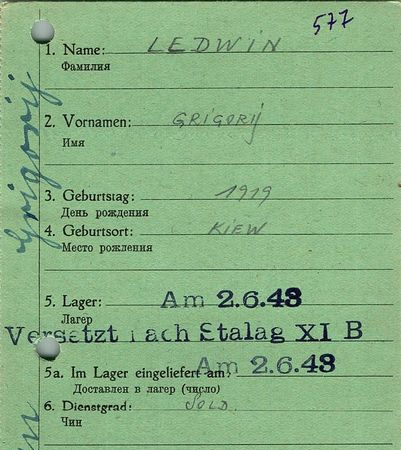 577
1. Name: LEDWIN
Фамилия
Grigorij
2. Vornamen: GRIGORIJ
Имя
3. Geburtstag: 1919
День рождения
4. Geburtsort: KIEW
Место рождения
5. Lager: Am 2.6.43
Лагер
Versetzt nach Stalag XI B
5a. Im Lager eingeliefert am: Am 2.6.43
Доставлен в лагер (число)
6. Dienstgrad: SOLD.
Чин